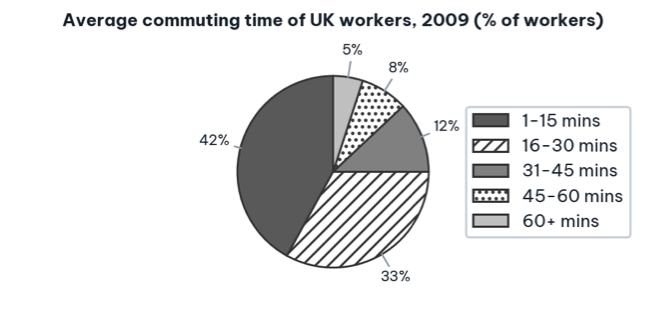 Average commuting time of UK workers, 2009 (% of workers)
5%
8%
12%
42%
33%
1-15 mins
16-30 mins
31-45 mins
45-60 mins
60+ mins